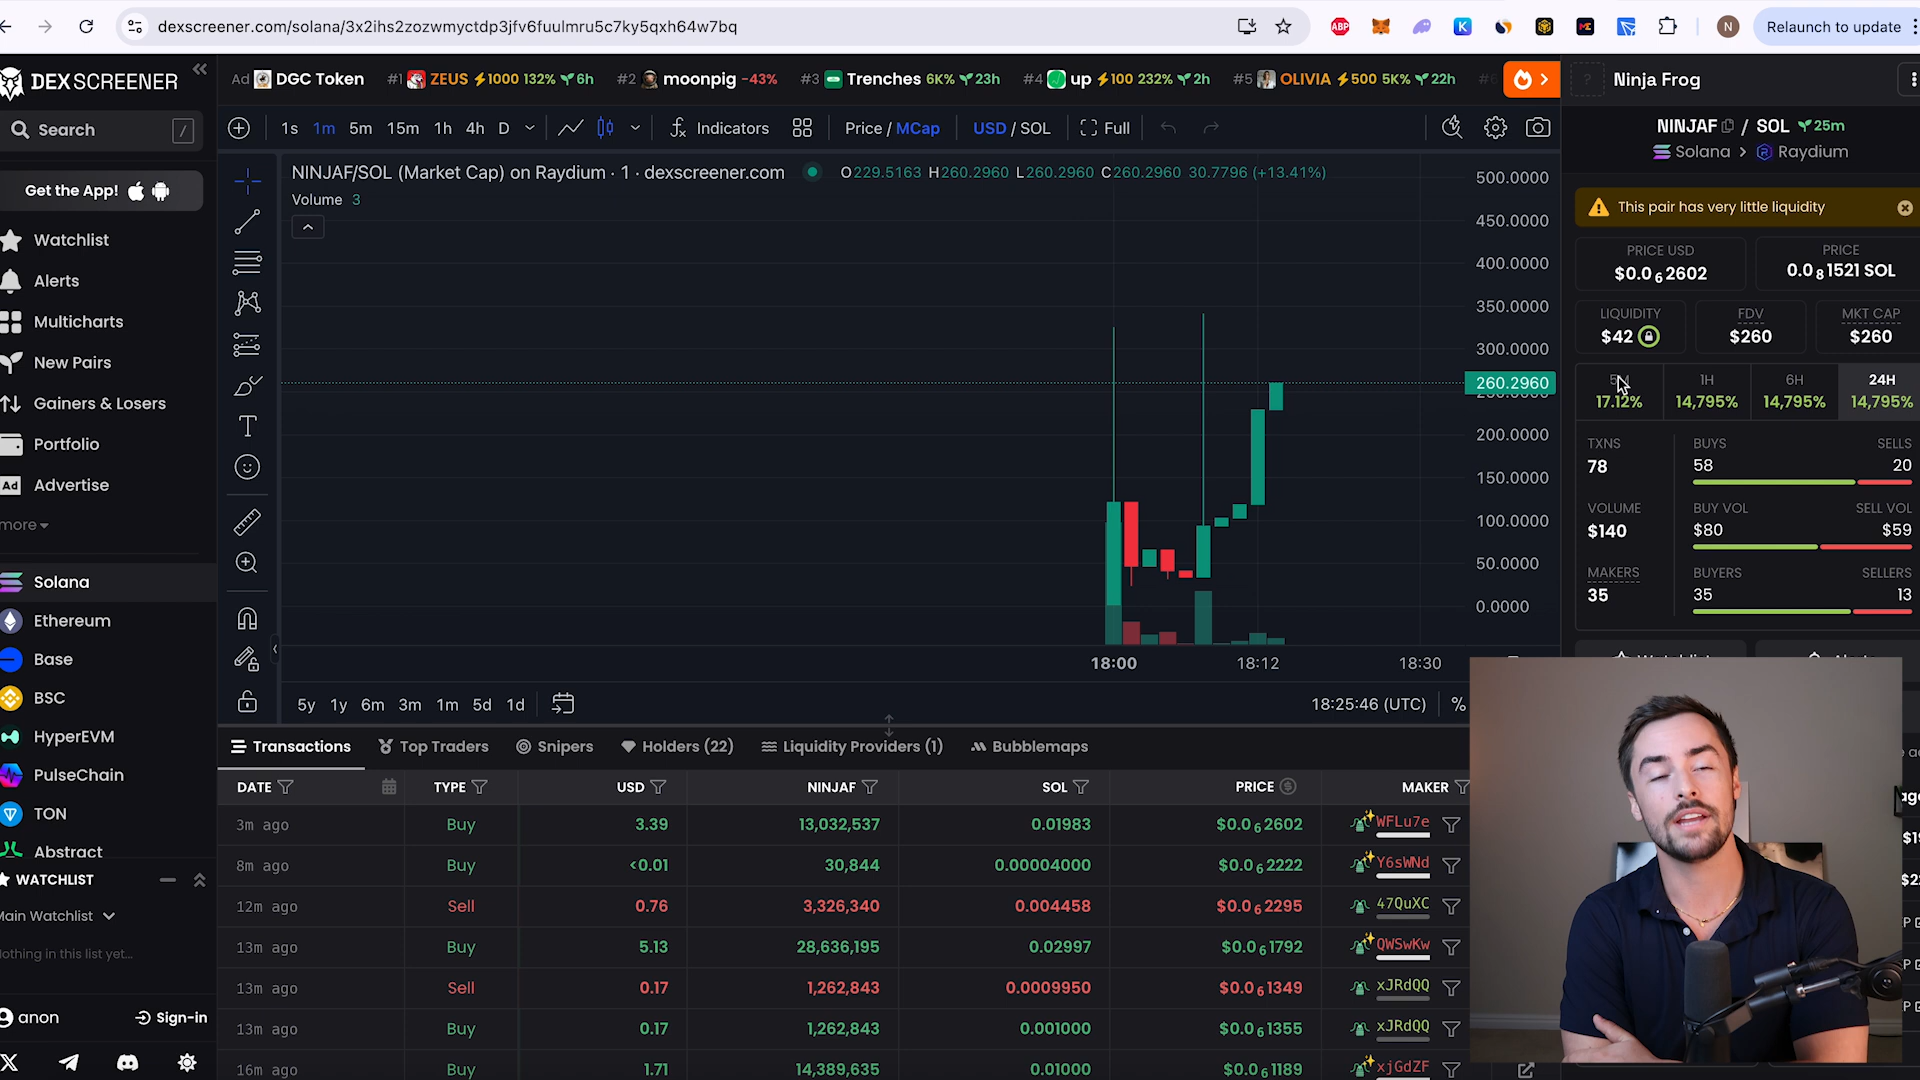 dexscreener.com/solana/3x2ihs2zozwmyctdp3jfv6fuulmru5c7ky5qxh64w7bq
ABP
K
N
Relaunch to update
DEXSCREENER
Ad DGC Token #1 ZEUS ⚡1000 132% 6h #2 moonpig -43% #3 Trenches 6K% 23h #4 up ⚡100 232% 2h #5 OLIVIA ⚡500 5K% 22h
Ninja Frog
Search /
1s 1m 5m 15m 1h 4h D Indicators Price / MCap USD / SOL Full
NINJAF / SOL 25m
Solana > Raydium
NINJAF/SOL (Market Cap) on Raydium · 1 · dexscreener.com O229.5163 H260.2960 L260.2960 C260.2960 30.7796 (+13.41%)
Volume 3
Get the App!
Watchlist
Alerts
Multicharts
New Pairs
Gainers & Losers
Portfolio
Ad Advertise
more
Solana
Ethereum
Base
BSC
HyperEVM
PulseChain
TON
Abstract
WATCHLIST
Main Watchlist
Nothing in this list yet...
anon Sign-in
500.0000
450.0000
400.0000
350.0000
300.0000
260.2960
200.0000
150.0000
100.0000
50.0000
0.0000
18:00 18:12 18:30
5y 1y 6m 3m 1m 5d 1d 18:25:46 (UTC) %
This pair has very little liquidity
PRICE USD PRICE
$0.0₆2602 0.0₈1521 SOL
LIQUIDITY FDV MKT CAP
$42 $260 $260
1H 6H 24H
17.12% 14,795% 14,795% 14,795%
TXNS BUYS SELLS
78 58 20
VOLUME BUY VOL SELL VOL
$140 $80 $59
MAKERS BUYERS SELLERS
35 35 13
Transactions Top Traders Snipers Holders (22) Liquidity Providers (1) Bubblemaps
DATE TYPE USD NINJAF SOL PRICE MAKER
3m ago Buy 3.39 13,032,537 0.01983 $0.0₆2602 WFLu7e
8m ago Buy <0.01 30,844 0.00004000 $0.0₆2222 Y6sWNd
12m ago Sell 0.76 3,326,340 0.004458 $0.0₆2295 47QuXC
13m ago Buy 5.13 28,636,195 0.02997 $0.0₆1792 QWSwKw
13m ago Sell 0.17 1,262,843 0.0009950 $0.0₆1349 xJRdQQ
13m ago Buy 0.17 1,262,843 0.001000 $0.0₆1355 xJRdQQ
16m ago Buy 1.71 14,389,635 0.01000 $0.0₆1189 xjGdZF